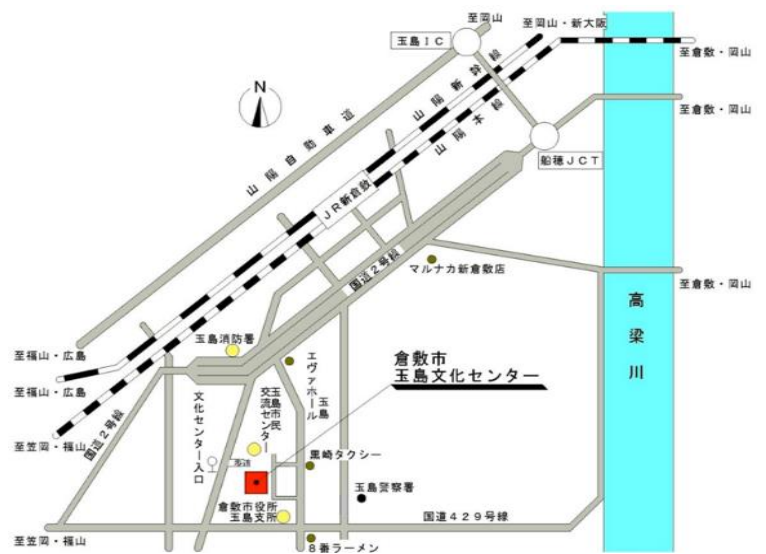 至岡山
至岡山・新大阪
玉島IC
至倉敷・岡山
N
山陽新幹線
山陽本線
至倉敷・岡山
山陽自動車道
船穂JCT
JR新倉敷
国道2号線
マルナカ新倉敷店
至倉敷・岡山
高梁川
玉島消防署
至福山・広島
倉敷市
玉島文化センター
至福山・広島
エヴァホール
玉島
玉島市民
交流センター
文化センター入口
至笠岡・福山
国道2号線
黒崎タクシー
玉島警察署
倉敷市役所
玉島支所
国道429号線
至笠岡・福山
8番ラーメン